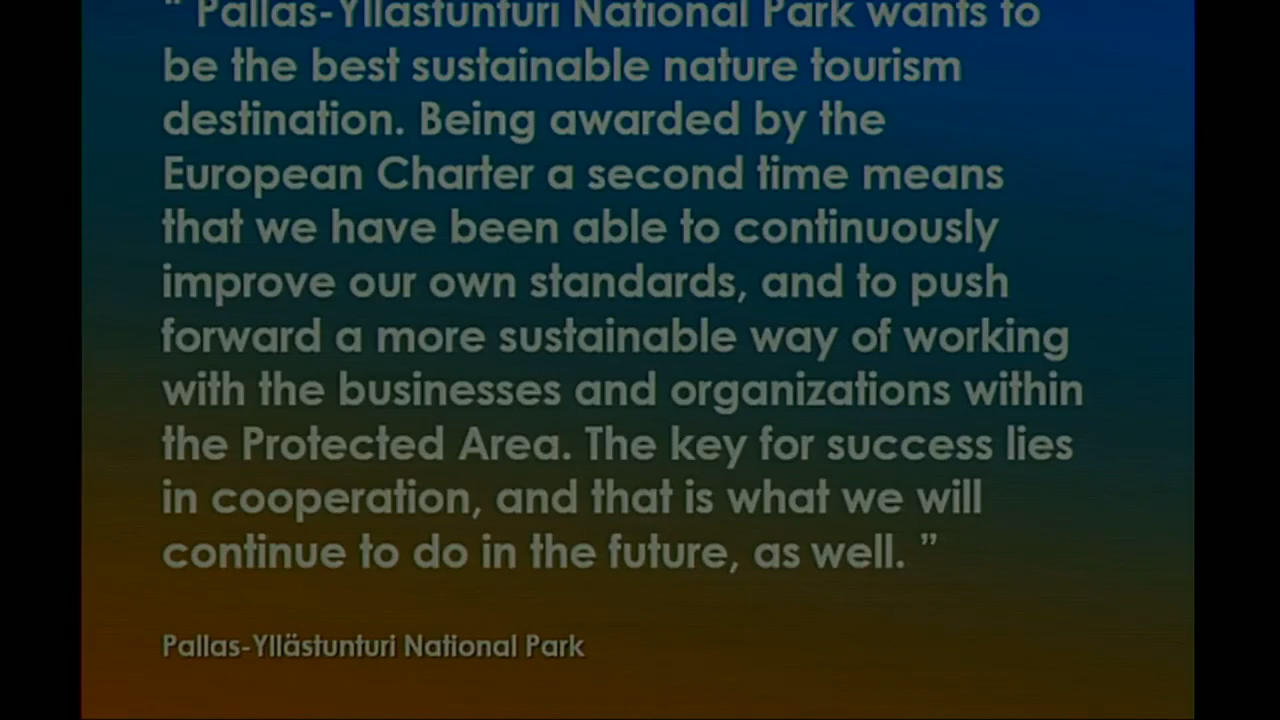 " Pallas-Yllästunturi National Park wants to
be the best sustainable nature tourism
destination. Being awarded by the
European Charter a second time means
that we have been able to continuously
improve our own standards, and to push
forward a more sustainable way of working
with the businesses and organizations within
the Protected Area. The key for success lies
in cooperation, and that is what we will
continue to do in the future, as well. ”
Pallas-Yllästunturi National Park